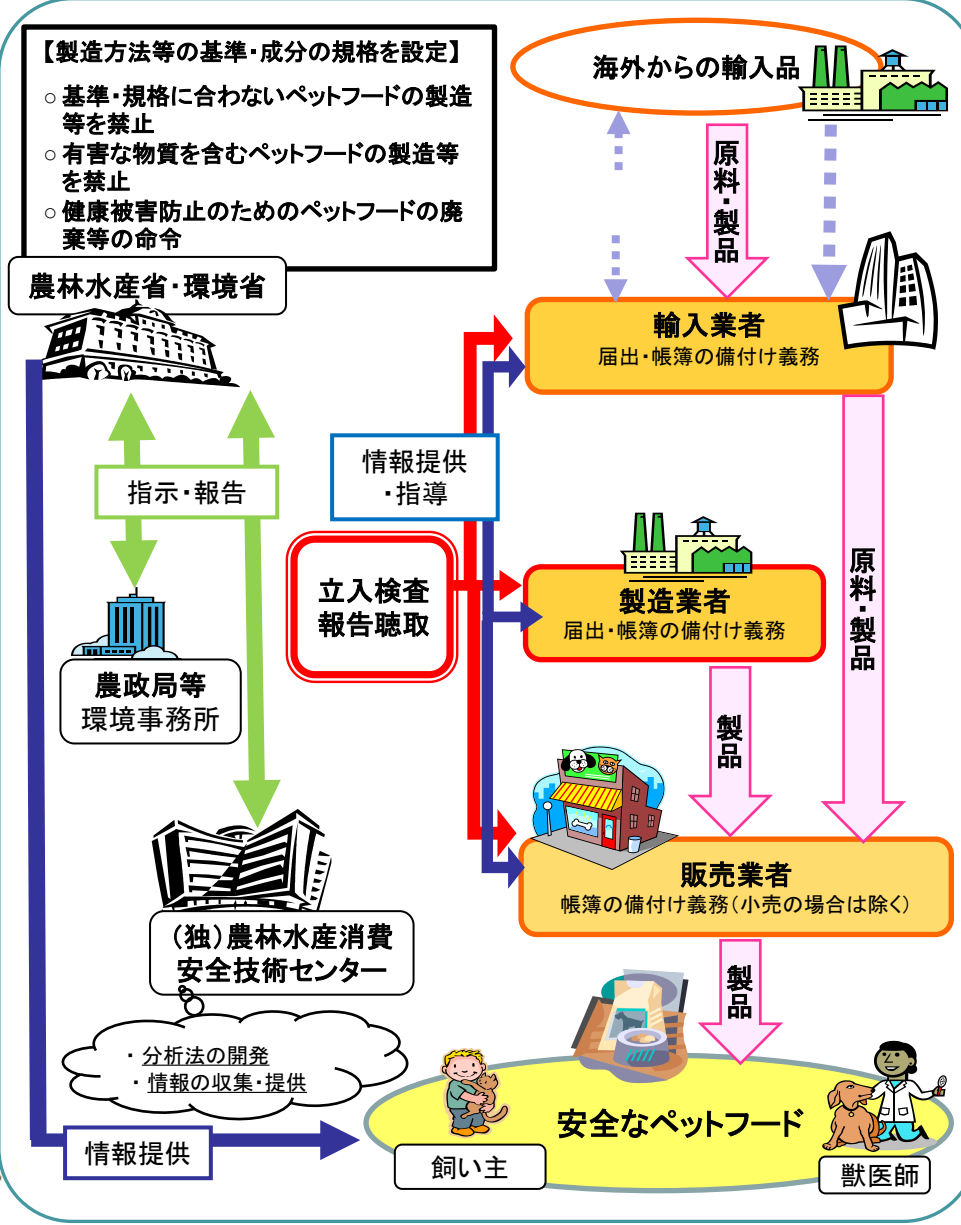 【製造方法等の基準・成分の規格を設定】
○ 基準・規格に合わないペットフードの製造
等を禁止
○ 有害な物質を含むペットフードの製造等
を禁止
○ 健康被害防止のためのペットフードの廃
棄等の命令
農林水産省・環境省
海外からの輸入品
原料・製品
輸入業者
届出・帳簿の備付け義務
情報提供
・指導
指示・報告
立入検査
報告聴取
製造業者
届出・帳簿の備付け義務
原料・製品
農政局等
環境事務所
製品
販売業者
帳簿の備付け義務（小売の場合は除く）
（独）農林水産消費
安全技術センター
製品
・ 分析法の開発
・ 情報の収集・提供
安全なペットフード
情報提供
飼い主
獣医師